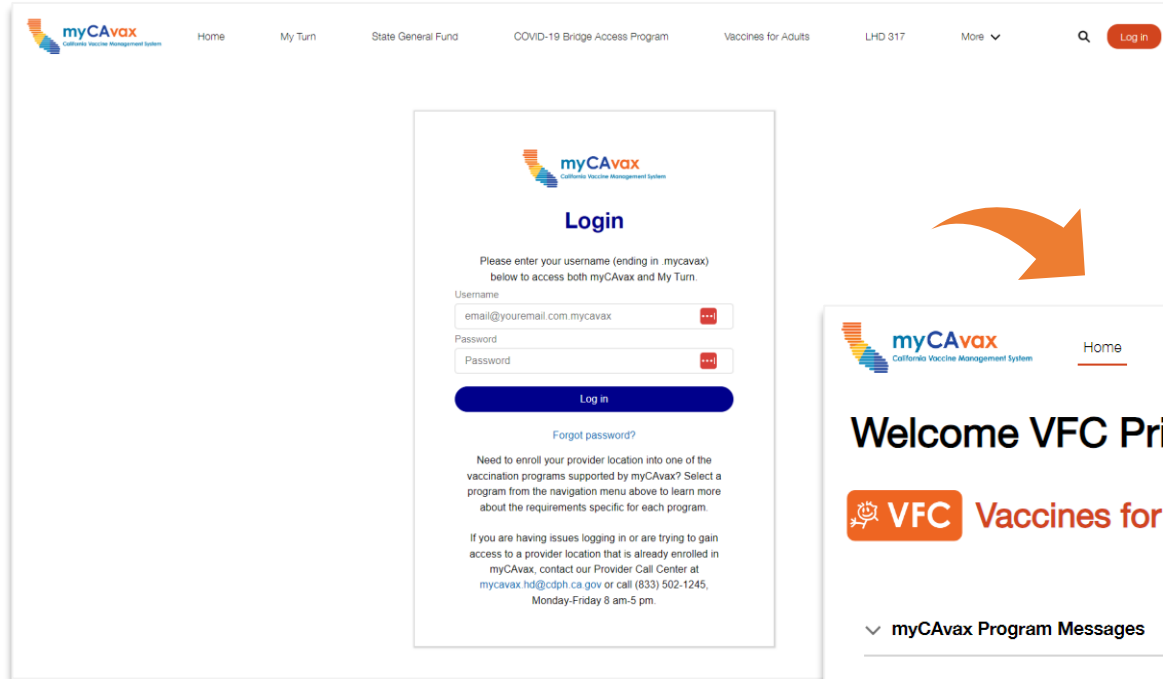 myCAvax
California Vaccine Management System
Home My Turn State General Fund COVID-19 Bridge Access Program Vaccines for Adults LHD 317 More Log in
myCAvax
California Vaccine Management System
Login
Please enter your username (ending in .mycavax)
below to access both myCAvax and My Turn.
Username
email@youremail.com.mycavax
Password
Password
Log in
Forgot password?
Need to enroll your provider location into one of the
vaccination programs supported by myCAvax? Select a
program from the navigation menu above to learn more
about the requirements specific for each program.
If you are having issues logging in or are trying to gain
access to a provider location that is already enrolled in
myCAvax, contact our Provider Call Center at
mycavax.hd@cdph.ca.gov or call (833) 502-1245,
Monday-Friday 8 am-5 pm.
myCAvax
California Vaccine Management System
Home
Welcome VFC Pri
VFC Vaccines for
myCAvax Program Messages